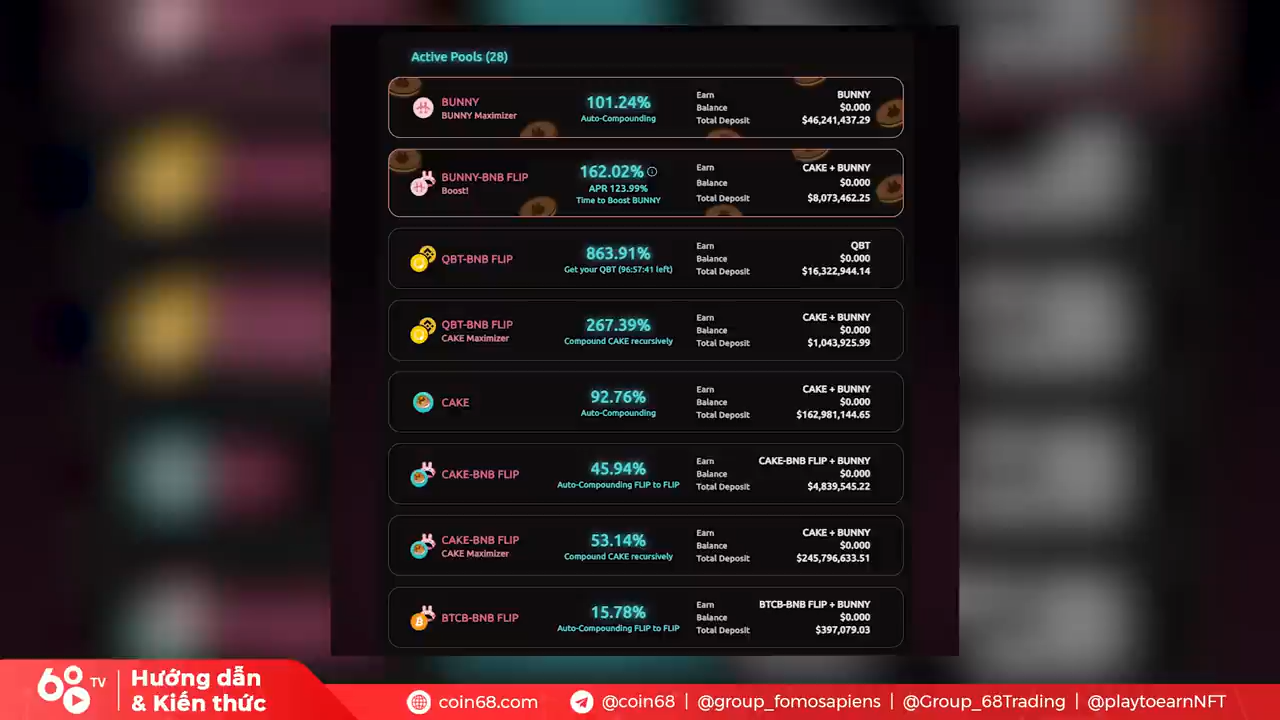 Active Pools (28)
BUNNY
BUNNY Maximizer
101.24%
Auto-Compounding
Earn BUNNY
Balance $0.000
Total Deposit $46,241,437.29
BUNNY-BNB FLIP
Boost!
162.02%
APR 123.99%
Time to Boost BUNNY
Earn CAKE + BUNNY
Balance $0.000
Total Deposit $8,073,462.25
QBT-BNB FLIP
863.91%
Get your QBT (96:57:41 left)
Earn QBT
Balance $0.000
Total Deposit $16,322,944.14
QBT-BNB FLIP
CAKE Maximizer
267.39%
Compound CAKE recursively
Earn CAKE + BUNNY
Balance $0.000
Total Deposit $1,043,925.99
CAKE
92.76%
Auto-Compounding
Earn CAKE + BUNNY
Balance $0.000
Total Deposit $162,981,144.65
CAKE-BNB FLIP
45.94%
Auto-Compounding FLIP to FLIP
Earn CAKE-BNB FLIP + BUNNY
Balance $0.000
Total Deposit $4,839,545.22
CAKE-BNB FLIP
CAKE Maximizer
53.14%
Compound CAKE recursively
Earn CAKE + BUNNY
Balance $0.000
Total Deposit $245,796,633.51
BTCB-BNB FLIP
15.78%
Auto-Compounding FLIP to FLIP
Earn BTCB-BNB FLIP + BUNNY
Balance $0.000
Total Deposit $397,079.03
68 TV
Hướng dẫn
& Kiến thức
coin68.com
@coin68 | @group_fomosapiens | @Group_68Trading | @playtoearnNFT